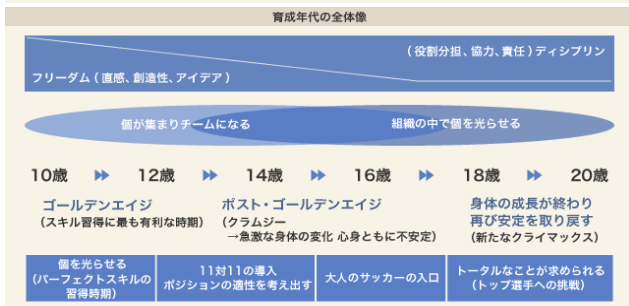 育成年代の全体像
(役割分担、協力、責任)ディシプリン
フリーダム(直感、創造性、アイデア)
個が集まりチームになる
組織の中で個を光らせる
10歳 12歳 14歳 16歳 18歳 20歳
ゴールデンエイジ
(スキル習得に最も有利な時期)
ポスト・ゴールデンエイジ
(クラムジー
→急激な身体の変化 心身ともに不安定)
身体の成長が終わり
再び安定を取り戻す
(新たなクライマックス)
個を光らせる
(パーフェクトスキルの
習得時期)
11対11の導入
ポジションの適性を考え出す
大人のサッカーの入口
トータルなことが求められる
(トップ選手への挑戦)